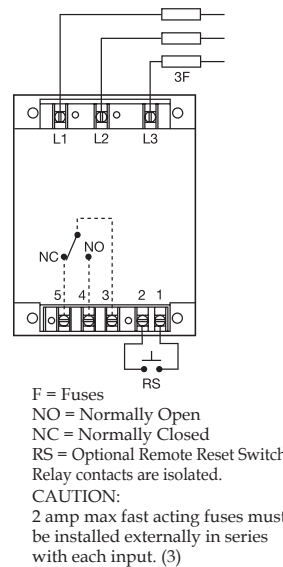 3F
L1 L2 L3
NC NO
5 4 3 2 1
RS
F = Fuses
NO = Normally Open
NC = Normally Closed
RS = Optional Remote Reset Switch
Relay contacts are isolated.
CAUTION:
2 amp max fast acting fuses must
be installed externally in series
with each input. (3)